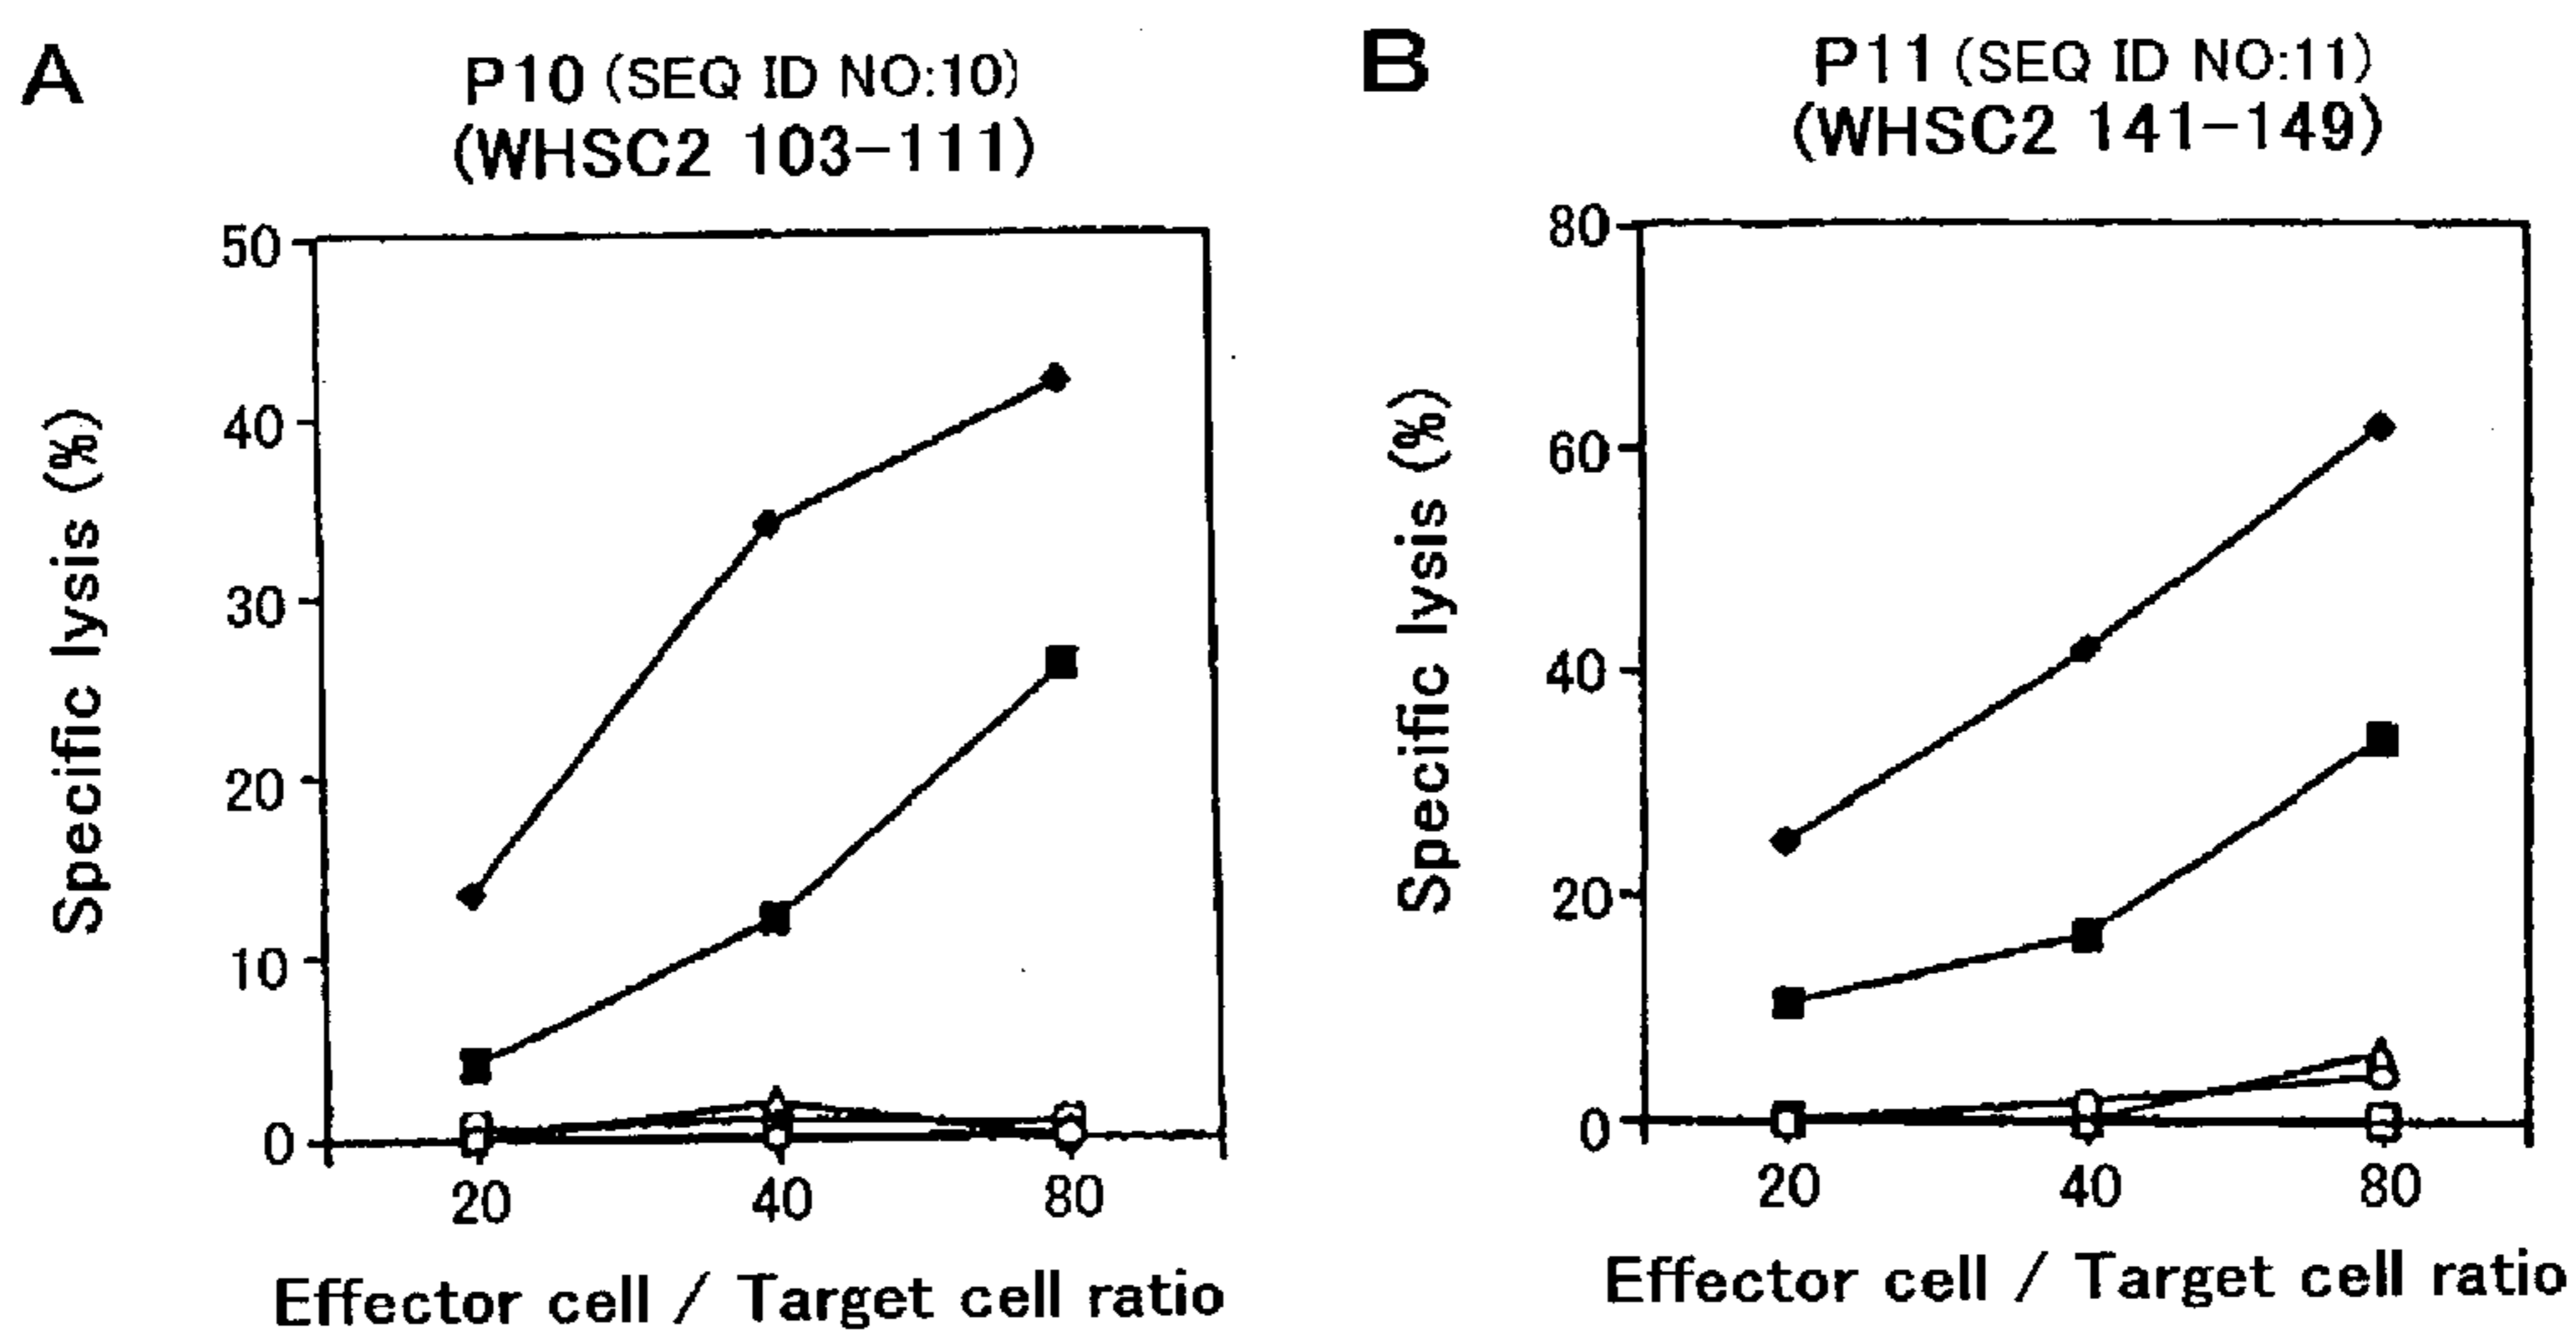 A
P10 (SEQ ID NO:10)
(WHSC2 103-111)
50
40
30
20
10
0
20 40 80
Specific lysis (%)
Effector cell / Target cell ratio
B
P11 (SEQ ID NO:11)
(WHSC2 141-149)
80
60
40
20
0
20 40 80
Specific lysis (%)
Effector cell / Target cell ratio